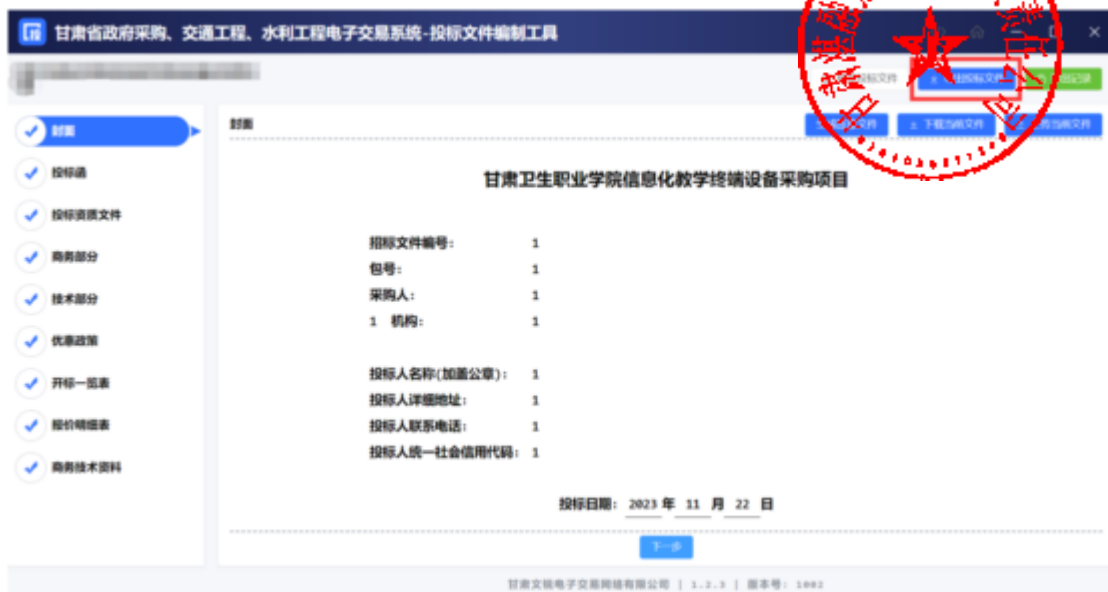 甘肃省政府采购、交通工程、水利工程电子交易系统-投标文件编制工具
投标文件
封面
封面
下载当前文件
投标函
甘肃卫生职业学院信息化教学终端设备采购项目
投标资质文件
招标文件编号: 1
商务部分
包号: 1
技术部分
采购人: 1
1 机构: 1
优惠政策
开标一览表
投标人名称(加盖公章): 1
投标人详细地址: 1
报价明细表
投标人联系电话: 1
投标人统一社会信用代码: 1
商务技术资料
投标日期: 2023 年 11 月 22 日
下一步
甘肃文锐电子交易网络有限公司 | 1.2.3 | 版本号: 1002